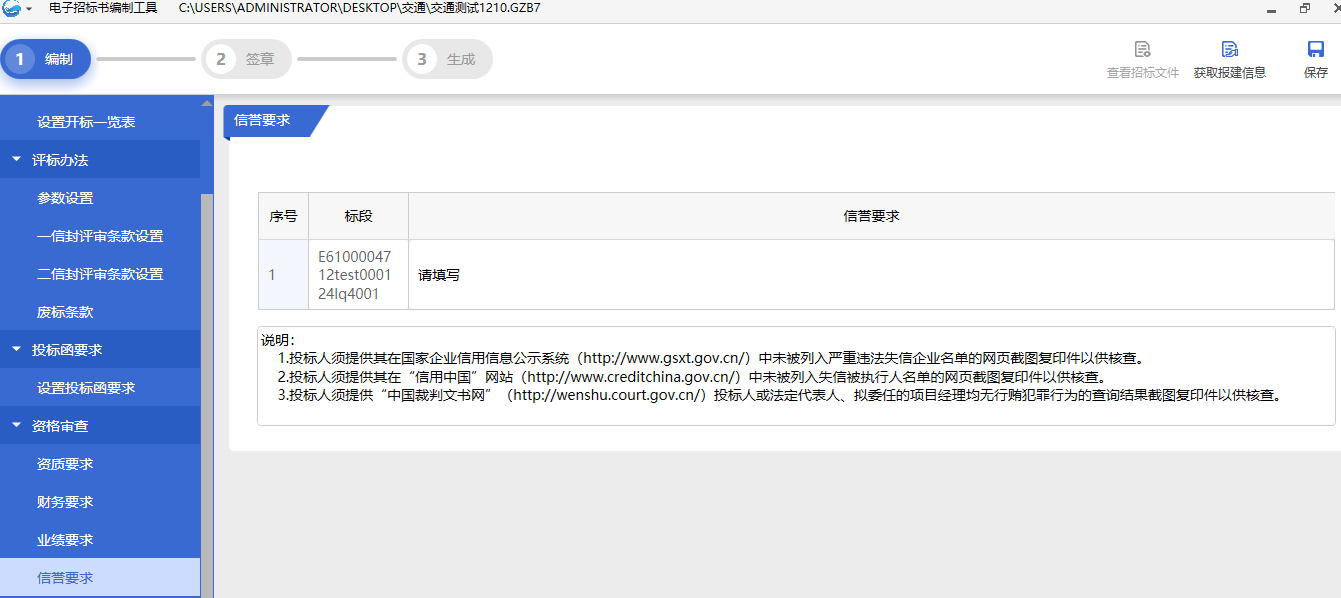 电子招标书编制工具 C:\USERS\ADMINISTRATOR\DESKTOP\交通\交通测试1210.GZB7
1 编制 2 签章 3 生成
查看招标文件 获取报建信息 保存
设置开标一览表
评标办法
参数设置
一信封评审条款设置
二信封评审条款设置
废标条款
投标函要求
设置投标函要求
资格审查
资质要求
财务要求
业绩要求
信誉要求
信誉要求
序号 标段 信誉要求
1 E61000047 请填写
12test0001
24lq4001
说明：
1.投标人须提供其在国家企业信用信息公示系统（http://www.gsxt.gov.cn/）中未被列入严重违法失信企业名单的网页截图复印件以供核查。
2.投标人须提供其在“信用中国”网站（http://www.creditchina.gov.cn/）中未被列入失信被执行人名单的网页截图复印件以供核查。
3.投标人须提供“中国裁判文书网”（http://wenshu.court.gov.cn/）投标人或法定代表人、拟委任的项目经理均无行贿犯罪行为的查询结果截图复印件以供核查。